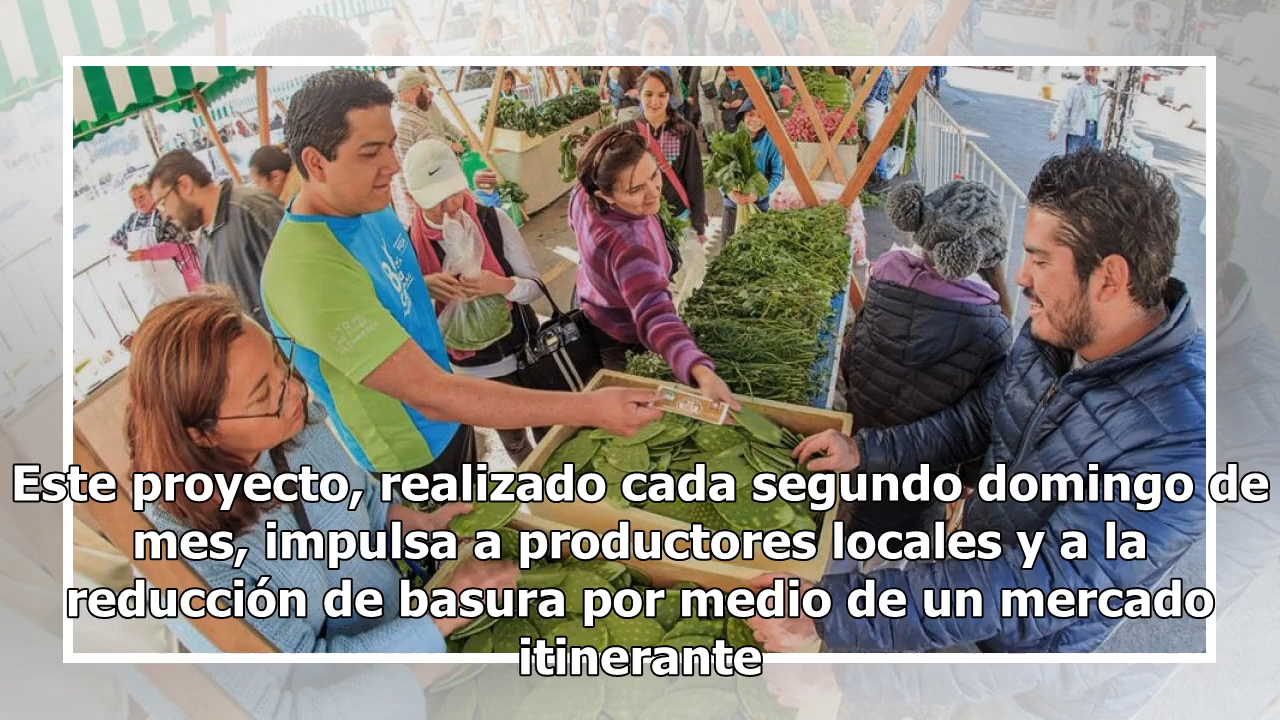 Este proyecto, realizado cada segundo domingo de
mes, impulsa a productores locales y a la
reducción de basura por medio de un mercado
itinerante